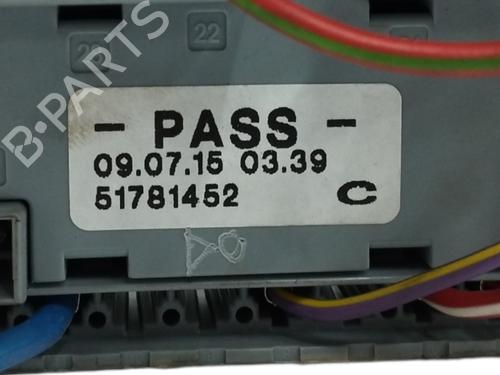 B-PARTS
22
- PASS -
09.07.15 03.39
51781452 C